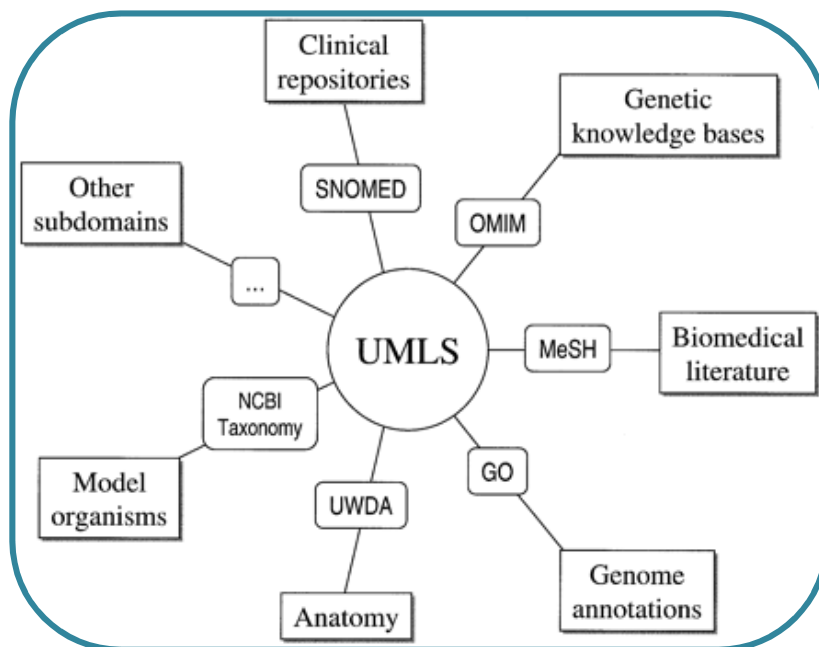 Clinical
repositories
Genetic
knowledge bases
SNOMED
Other
subdomains
OMIM
...
UMLS
MeSH
Biomedical
literature
NCBI
Taxonomy
GO
Model
organisms
UWDA
Genome
annotations
Anatomy